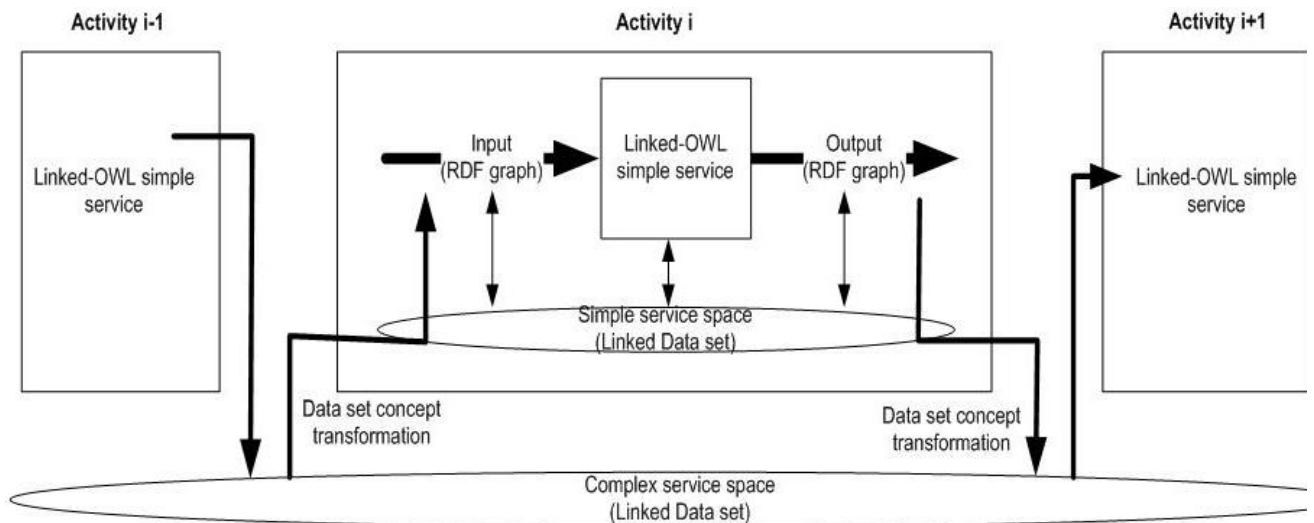 Activity i-1
Activity i
Activity i+1
Linked-OWL simple
service
Input
(RDF graph)
Linked-OWL
simple service
Output
(RDF graph)
Linked-OWL simple
service
Simple service space
(Linked Data set)
Data set concept
transformation
Data set concept
transformation
Complex service space
(Linked Data set)